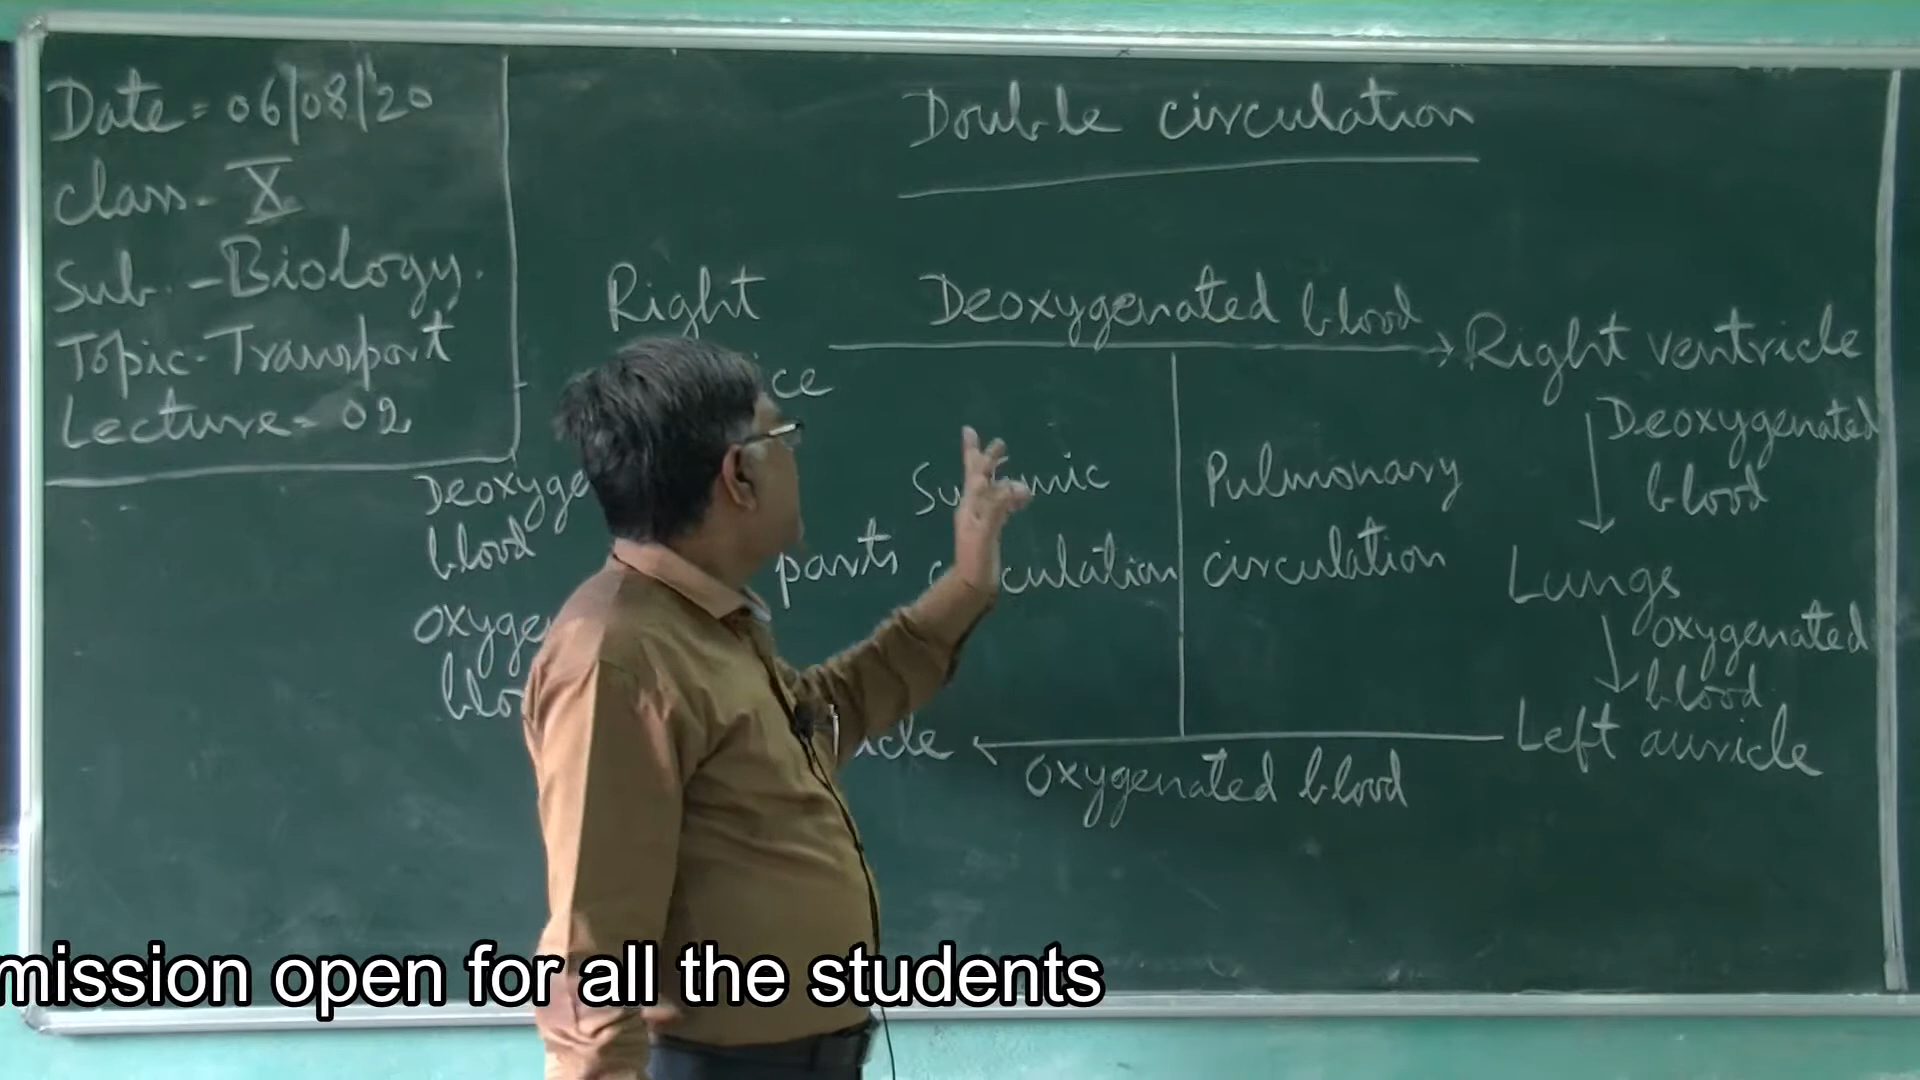 Date = 06/08/20
Class - X
Sub. - Biology.
Topic - Transport
Lecture = 02
Double circulation
Right
Deoxygenated blood
Right ventricle
Deoxygenated
blood
Pulmonary
circulation
parts
blood
Lungs
oxygenated
blood
Left auricle
oxygenated blood
mission open for all the students